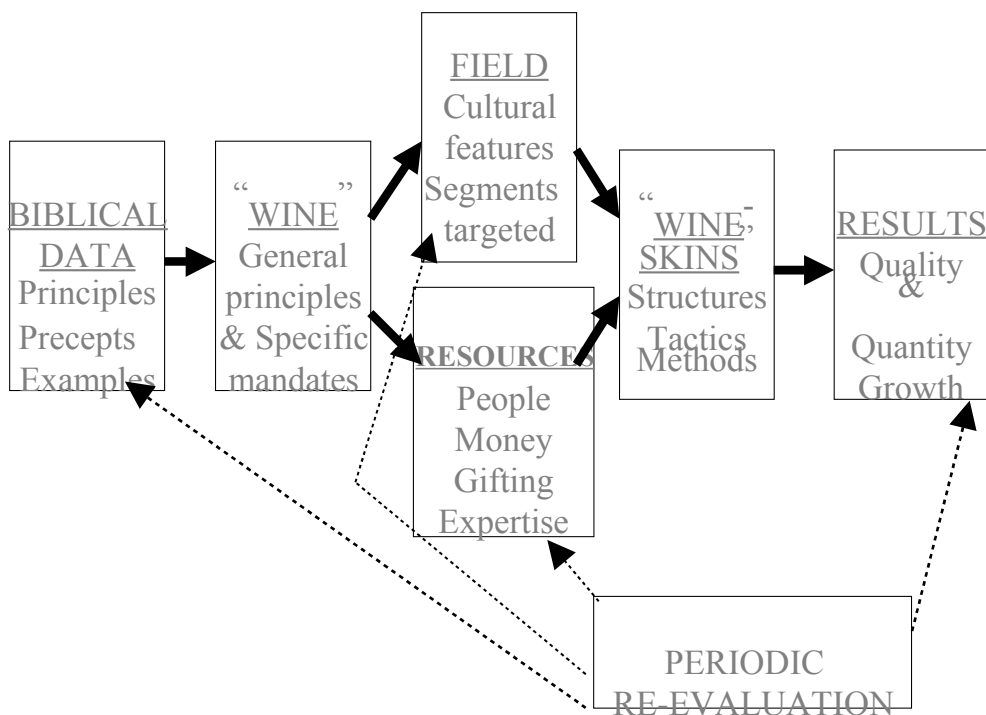 BIBLICAL
DATA
Principles
Precepts
Examples
“WINE”
General
principles
& Specific
mandates
FIELD
Cultural
features
Segments
targeted
RESOURCES
People
Money
Gifting
Expertise
“WINE-”
SKINS
Structures
Tactics
Methods
RESULTS
Quality
&
Quantity
Growth
PERIODIC
RE-EVALUATION